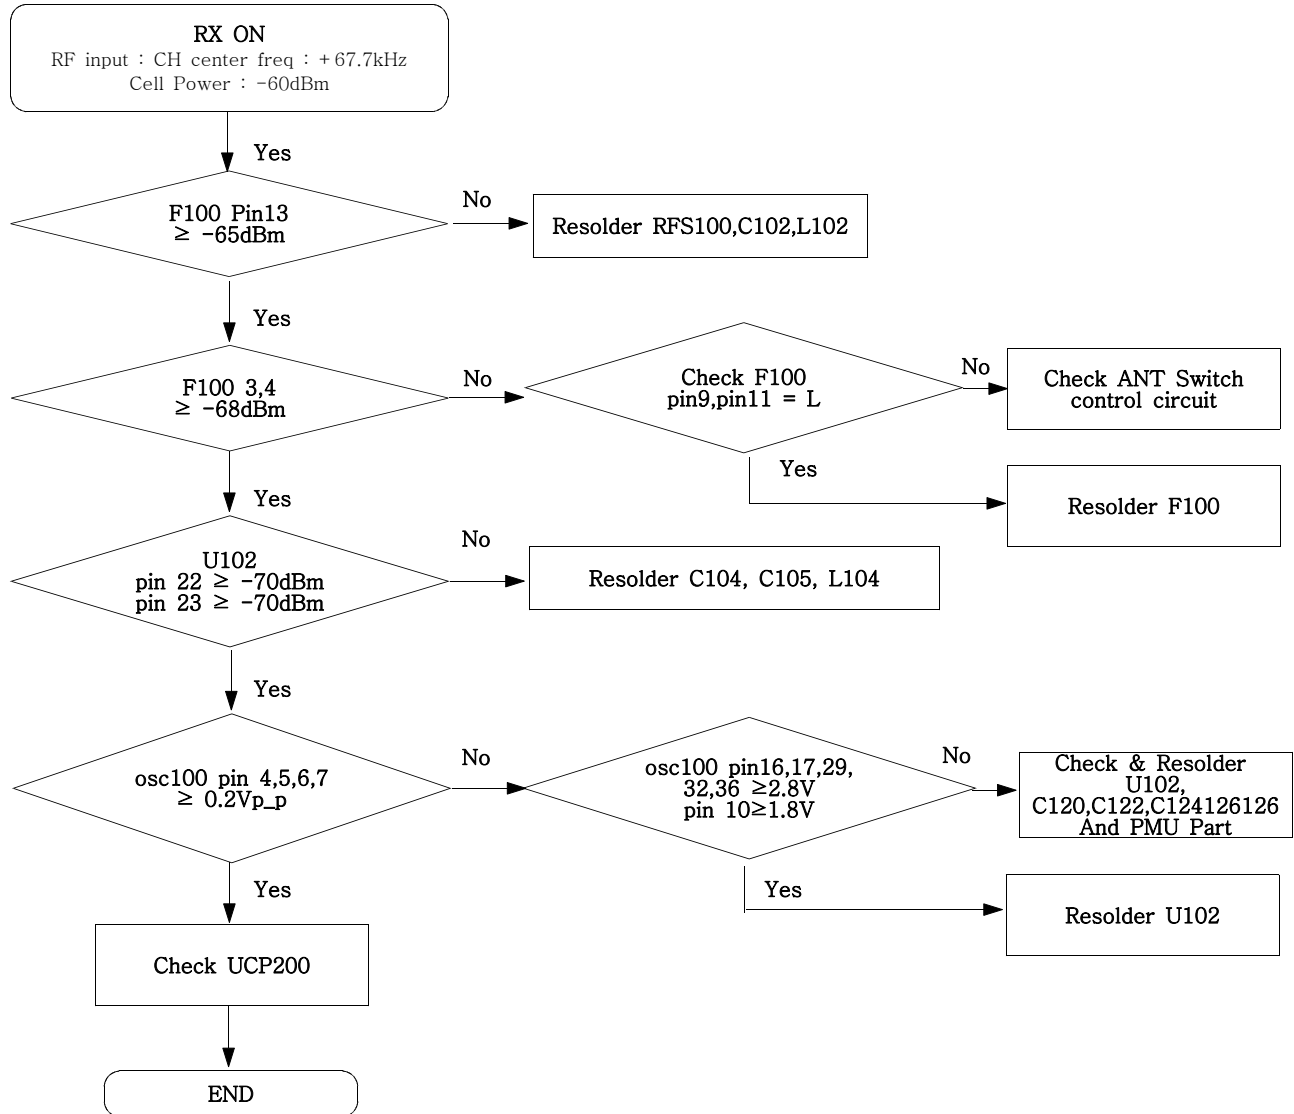 RX ON
RF input : CH center freq : +67.7kHz
Cell Power : -60dBm
Yes
F100 Pin13
≥ -65dBm
No
Resolder RFS100,C102,L102
Yes
F100 3,4
≥ -68dBm
No
Check F100
pin9,pin11 = L
No
Check ANT Switch
control circuit
Yes
Resolder F100
Yes
U102
pin 22 ≥ -70dBm
pin 23 ≥ -70dBm
No
Resolder C104, C105, L104
Yes
osc100 pin 4,5,6,7
≥ 0.2Vp_p
No
osc100 pin16,17,29,
32,36 ≥2.8V
pin 10≥1.8V
No
Check & Resolder
U102,
C120,C122,C124126126
And PMU Part
Yes
Resolder U102
Yes
Check UCP200
END